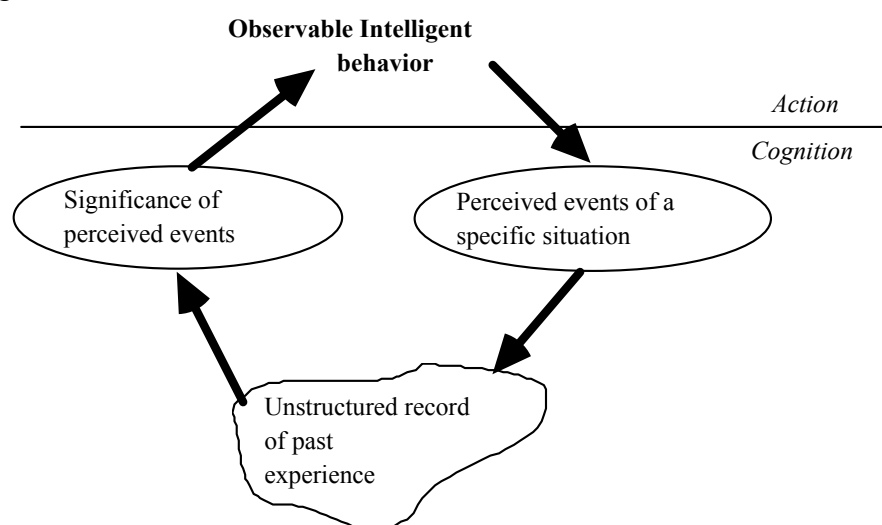 Observable Intelligent
behavior
Action
Cognition
Significance of
perceived events
Perceived events of a
specific situation
Unstructured record
of past
experience